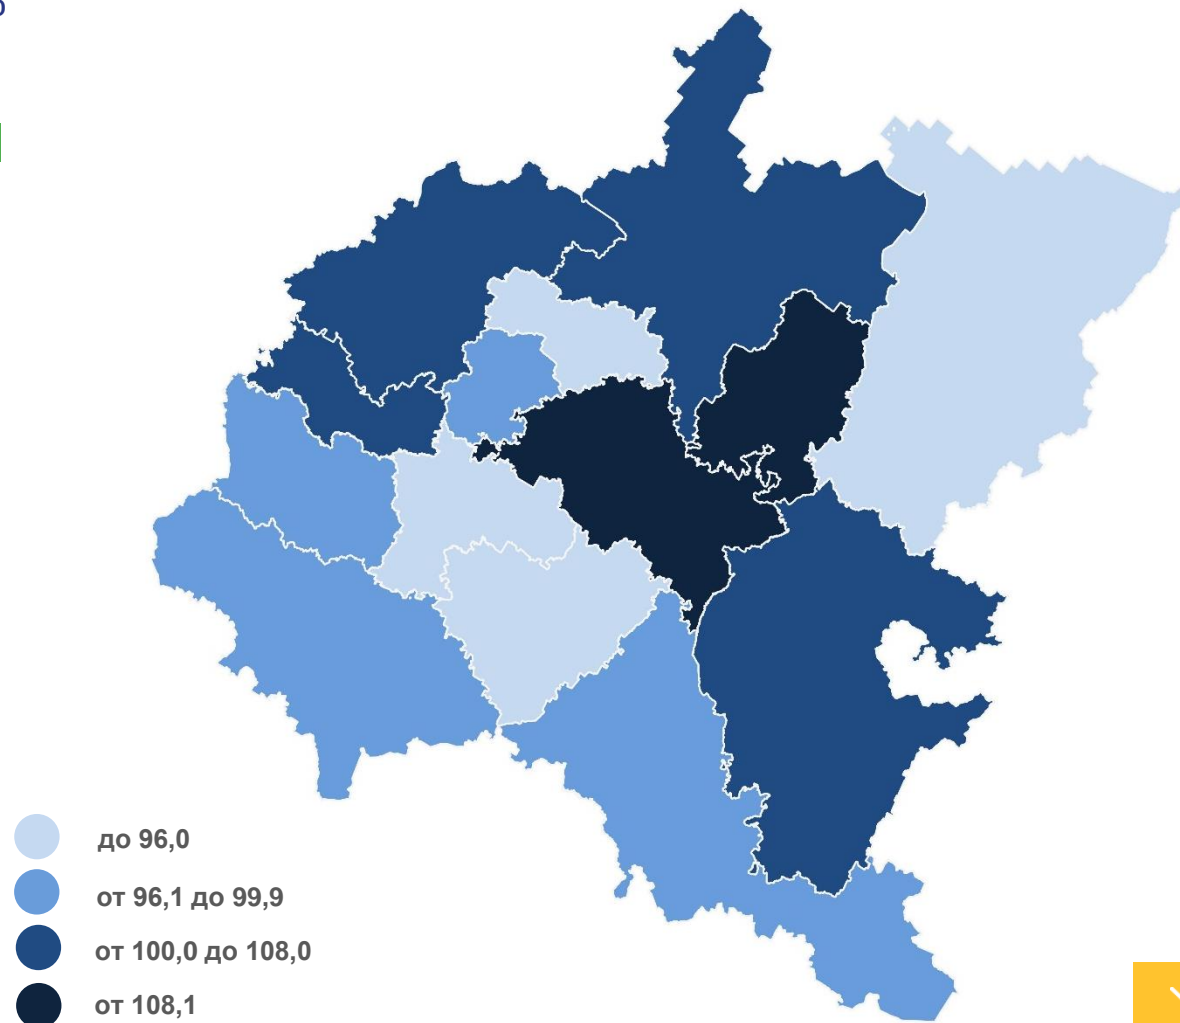 до 96,0
от 96,1 до 99,9
от 100,0 до 108,0
от 108,1